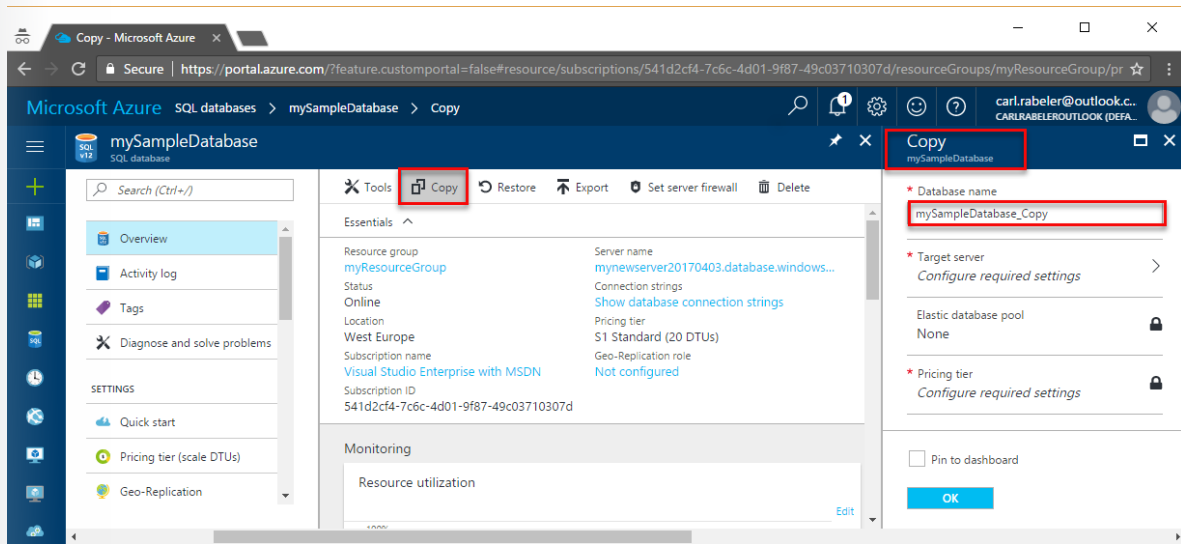 Copy - Microsoft Azure
Secure | https://portal.azure.com/?feature.customportal=false#resource/subscriptions/541d2cf4-7c6c-4d01-9f87-49c03710307d/resourceGroups/myResourceGroup/pr
Microsoft Azure SQL databases > mySampleDatabase > Copy
1
carl.rabeler@outlook.c...
CARLRABELEROUTLOOK (DEFA...
SQL v12
mySampleDatabase
SQL database
Search (Ctrl+/)
Overview
Activity log
Tags
Diagnose and solve problems
SETTINGS
Quick start
Pricing tier (scale DTUs)
Geo-Replication
Tools Copy Restore Export Set server firewall Delete
Essentials
Resource group
myResourceGroup
Status
Online
Location
West Europe
Subscription name
Visual Studio Enterprise with MSDN
Subscription ID
541d2cf4-7c6c-4d01-9f87-49c03710307d
Server name
mynewserver20170403.database.windows...
Connection strings
Show database connection strings
Pricing tier
S1 Standard (20 DTUs)
Geo-Replication role
Not configured
Monitoring
Resource utilization
Edit
100%
Copy
mySampleDatabase
* Database name
mySampleDatabase_Copy
* Target server
Configure required settings
Elastic database pool
None
* Pricing tier
Configure required settings
Pin to dashboard
OK